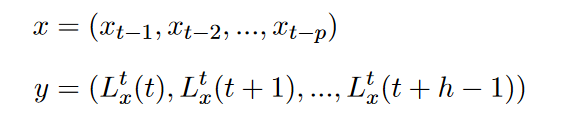 x = (x_{t−1}, x_{t−2}, ..., x_{t−p})
y = (L_x^t(t), L_x^t(t + 1), ..., L_x^t(t + h − 1))